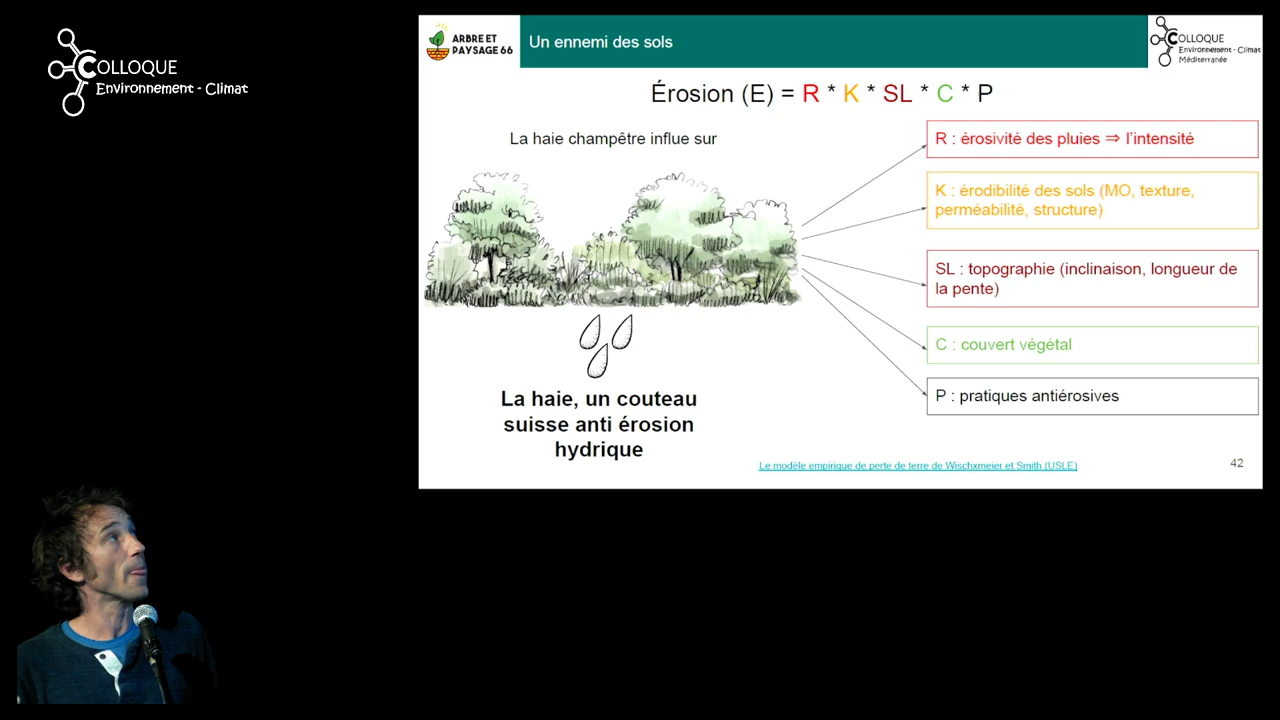 COLLOQUE
Environnement - Climat
ARBRE ET
PAYSAGE 66
Un ennemi des sols
COLLOQUE
Environnement - Climat
Méditerranée
Érosion (E) = R * K * SL * C * P
La haie champêtre influe sur
R : érosivité des pluies ⇒ l'intensité
K : érodibilité des sols (MO, texture,
perméabilité, structure)
SL : topographie (inclinaison, longueur de
la pente)
C : couvert végétal
P : pratiques antiérosives
La haie, un couteau
suisse anti érosion
hydrique
Le modèle empirique de perte de terre de Wischxmeier et Smith (USLE)
42